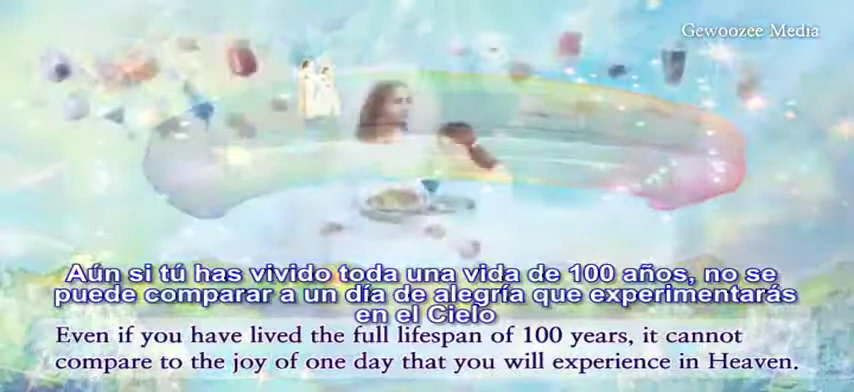 Gewoozee Media
Aún si tú has vivido toda una vida de 100 años, no se
puede comparar a un día de alegría que experimentarás
en el Cielo
Even if you have lived the full lifespan of 100 years, it cannot
compare to the joy of one day that you will experience in Heaven.